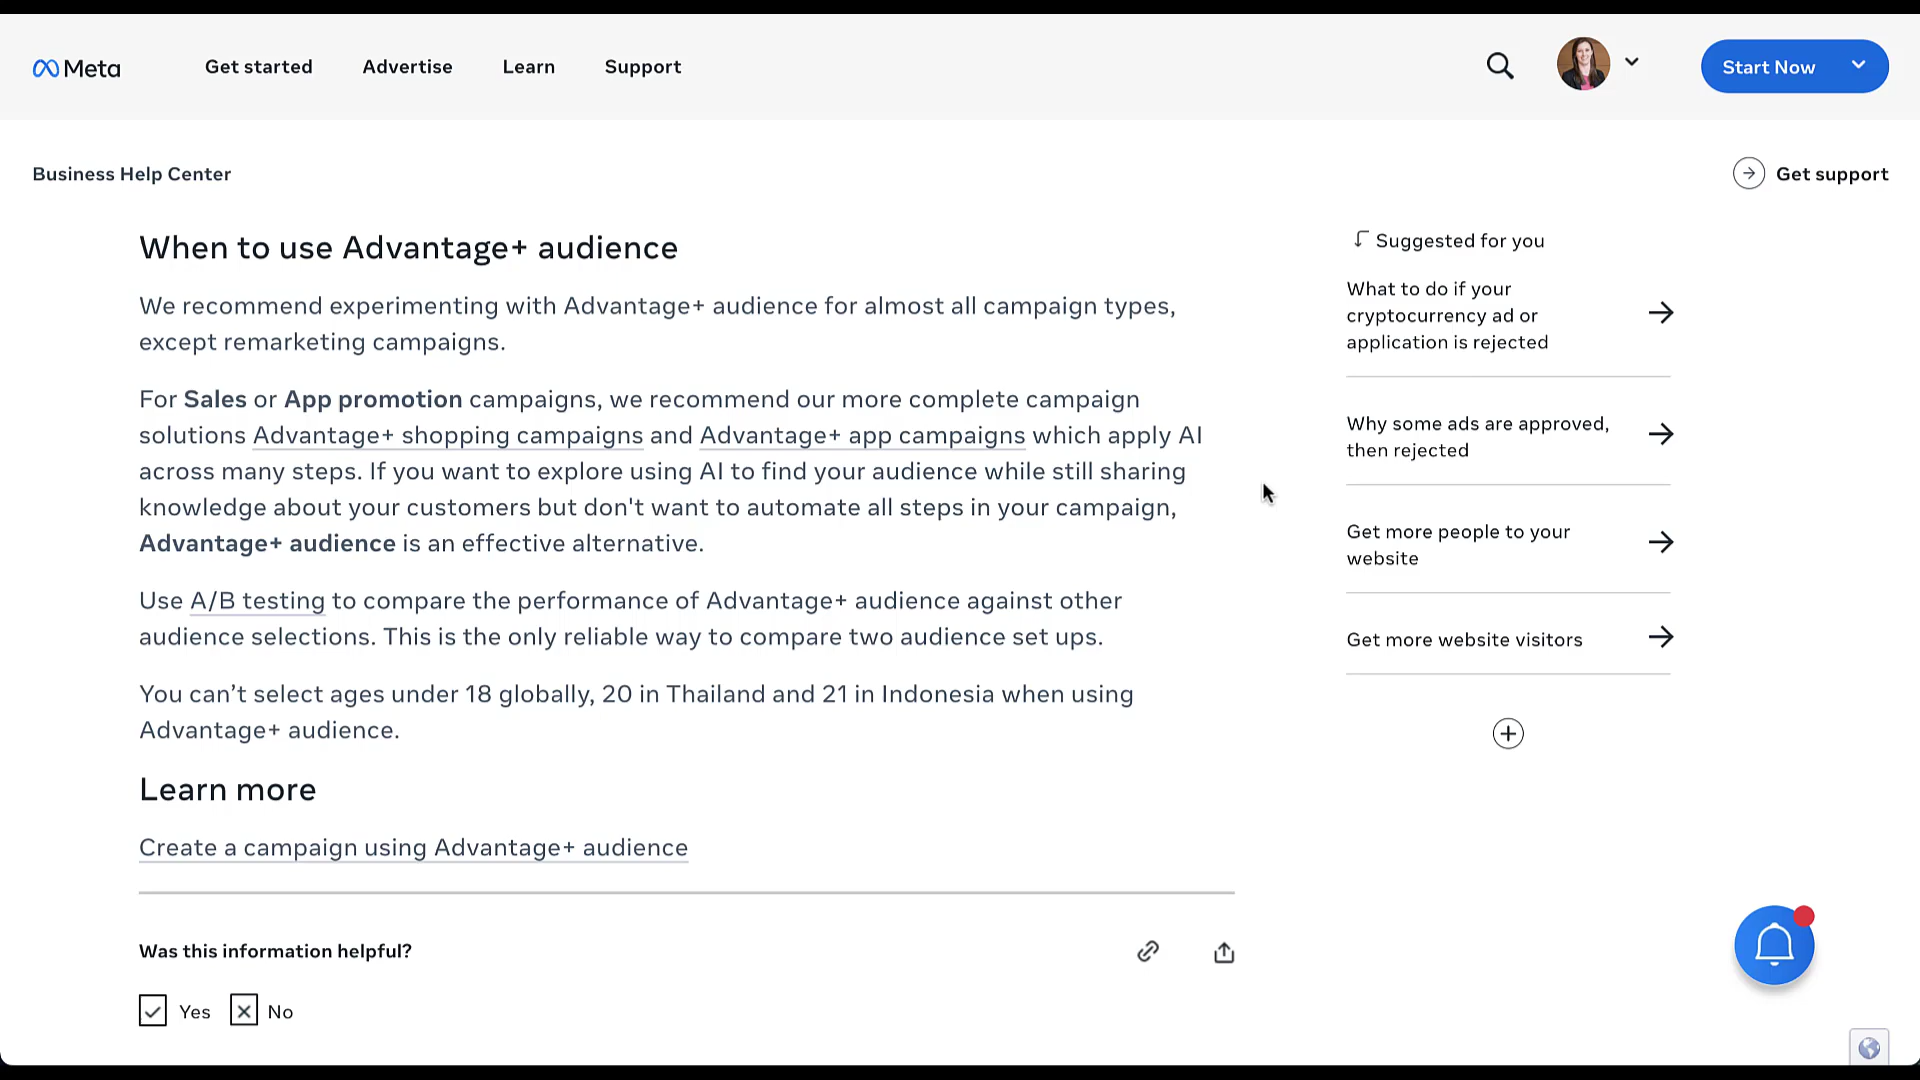 Meta
Get started
Advertise
Learn
Support
Start Now
Business Help Center
Get support
When to use Advantage+ audience
We recommend experimenting with Advantage+ audience for almost all campaign types,
except remarketing campaigns.
For Sales or App promotion campaigns, we recommend our more complete campaign
solutions Advantage+ shopping campaigns and Advantage+ app campaigns which apply AI
across many steps. If you want to explore using AI to find your audience while still sharing
knowledge about your customers but don't want to automate all steps in your campaign,
Advantage+ audience is an effective alternative.
Use A/B testing to compare the performance of Advantage+ audience against other
audience selections. This is the only reliable way to compare two audience set ups.
You can’t select ages under 18 globally, 20 in Thailand and 21 in Indonesia when using
Advantage+ audience.
Learn more
Create a campaign using Advantage+ audience
Was this information helpful?
Yes
No
Suggested for you
What to do if your
cryptocurrency ad or
application is rejected
Why some ads are approved,
then rejected
Get more people to your
website
Get more website visitors